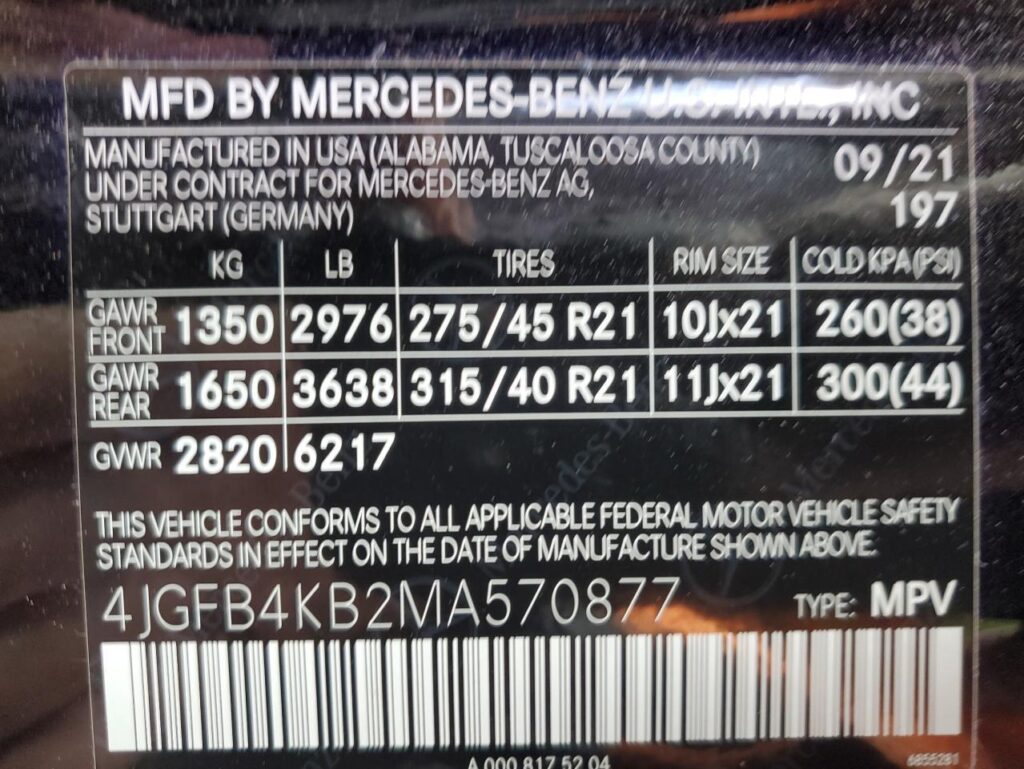 MFD BY MERCEDES-BENZ U.S. INTL, INC
MANUFACTURED IN USA (ALABAMA, TUSCALOOSA COUNTY) 09/21
UNDER CONTRACT FOR MERCEDES-BENZ AG, 197
STUTTGART (GERMANY)
KG LB TIRES RIM SIZE COLD KPA (PSI)
GAWR FRONT 1350 2976 275/45 R21 10Jx21 260(38)
GAWR REAR 1650 3638 315/40 R21 11Jx21 300(44)
GVWR 2820 6217
THIS VEHICLE CONFORMS TO ALL APPLICABLE FEDERAL MOTOR VEHICLE SAFETY
STANDARDS IN EFFECT ON THE DATE OF MANUFACTURE SHOWN ABOVE.
4JGFB4KB2MA570877 TYPE: MPV
A 000 817 52 04 6855281